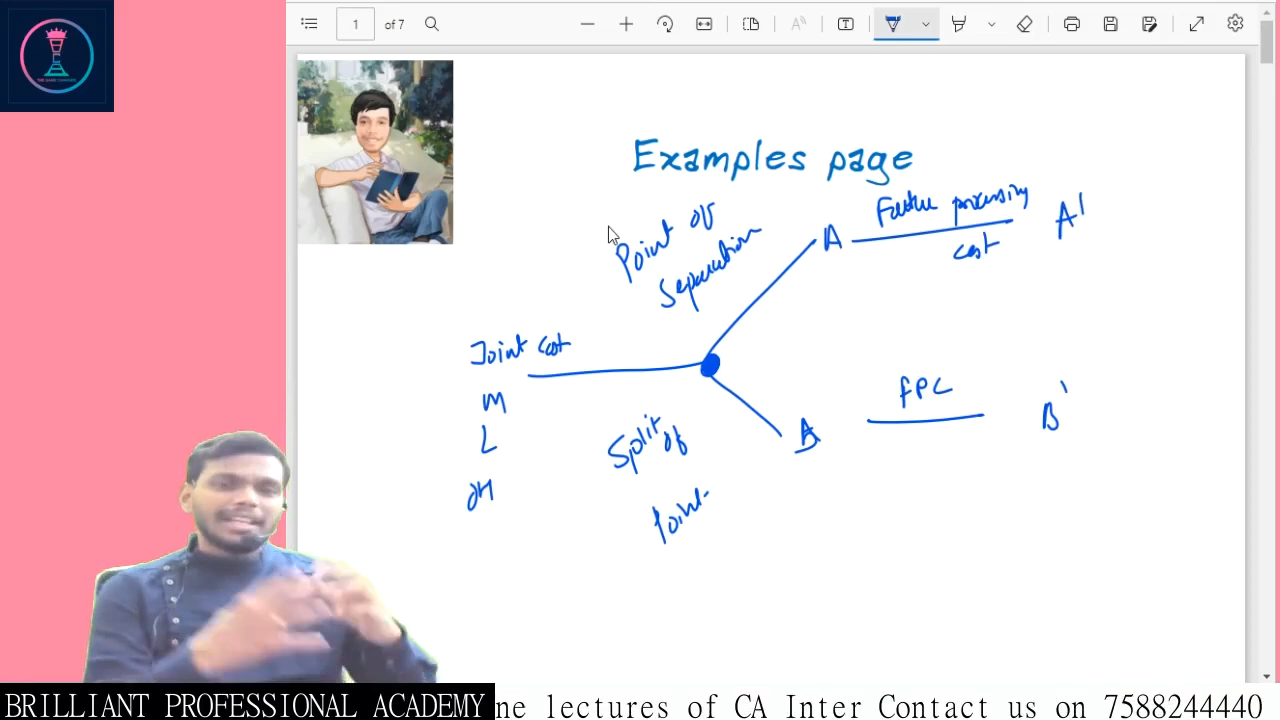 1 of 7
Examples page
Point of
Separation
A
Further processing
cost
A'
Joint cost
M
L
OH
Split of
Point
FPC
B'
BRILLIANT PROFESSIONAL ACADEMY
ne lectures of CA Inter Contact us on 7588244440